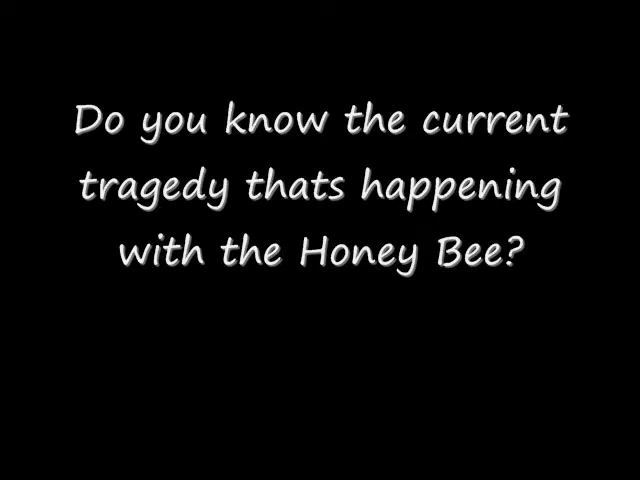 Do you know the current
tragedy thats happening
with the Honey Bee?